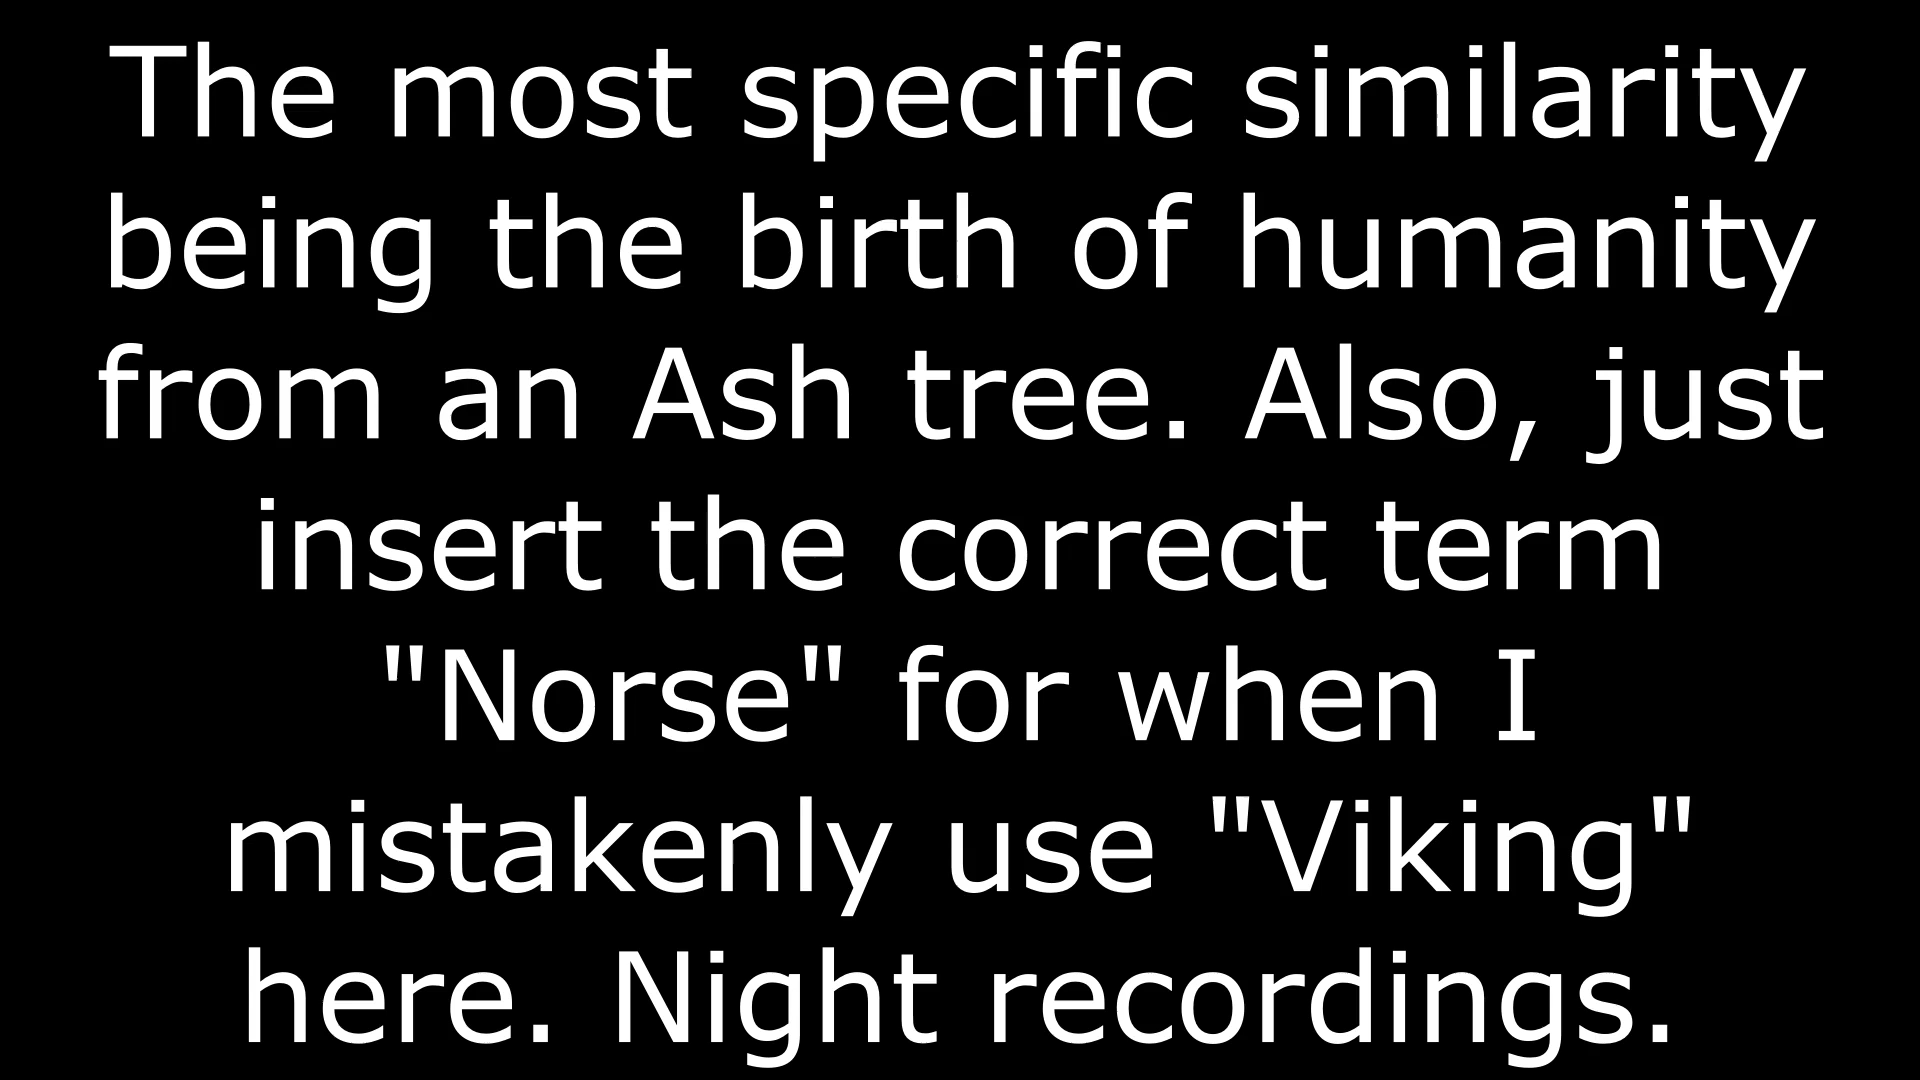 The most specific similarity
being the birth of humanity
from an Ash tree. Also, just
insert the correct term
"Norse" for when I
mistakenly use "Viking"
here. Night recordings.